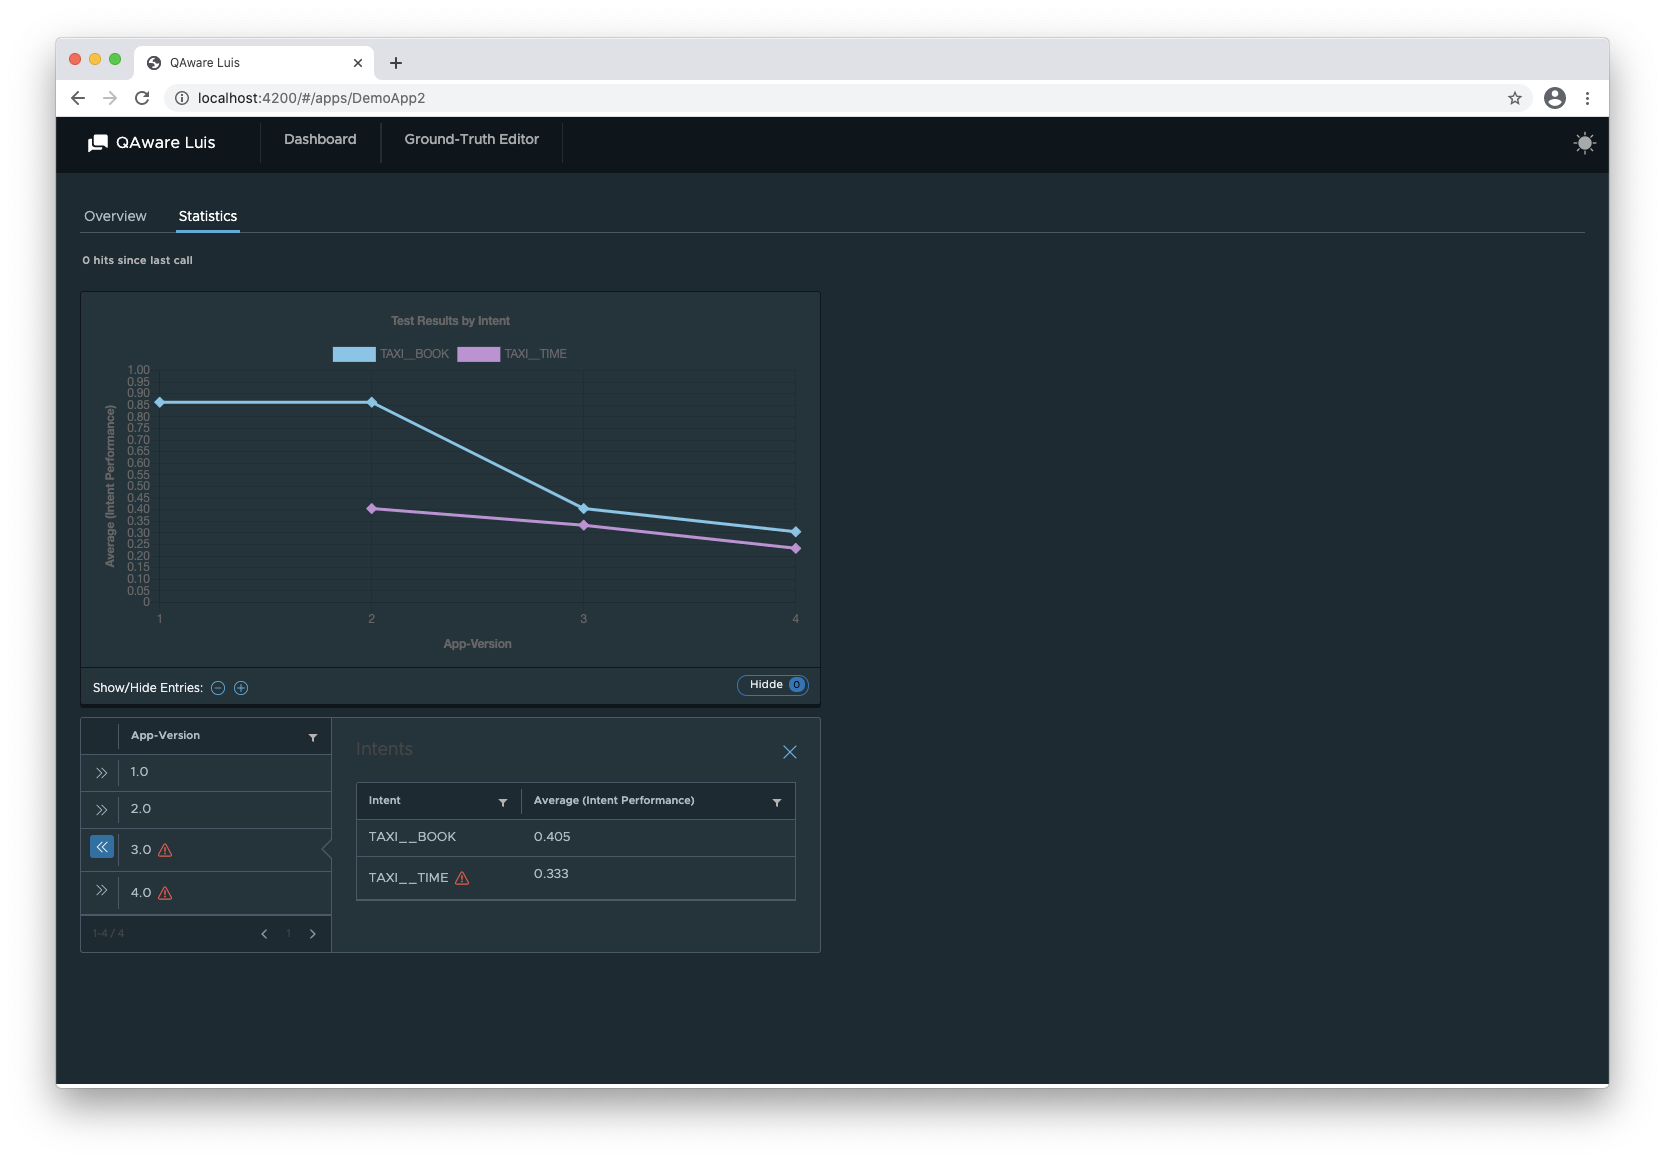 QAware Luis
localhost:4200/#/apps/DemoApp2
QAware Luis Dashboard Ground-Truth Editor
Overview Statistics
0 hits since last call
Test Results by Intent
TAXI__BOOK TAXI__TIME
Average (Intent Performance)
1.00
0.95
0.90
0.85
0.80
0.75
0.70
0.65
0.60
0.55
0.50
0.45
0.40
0.35
0.30
0.25
0.20
0.15
0.10
0.05
0
1 2 3 4
App-Version
Show/Hide Entries: Hidde 0
App-Version
1.0
2.0
3.0
4.0
1-4 / 4 1
Intents
Intent Average (Intent Performance)
TAXI__BOOK 0.405
TAXI__TIME 0.333